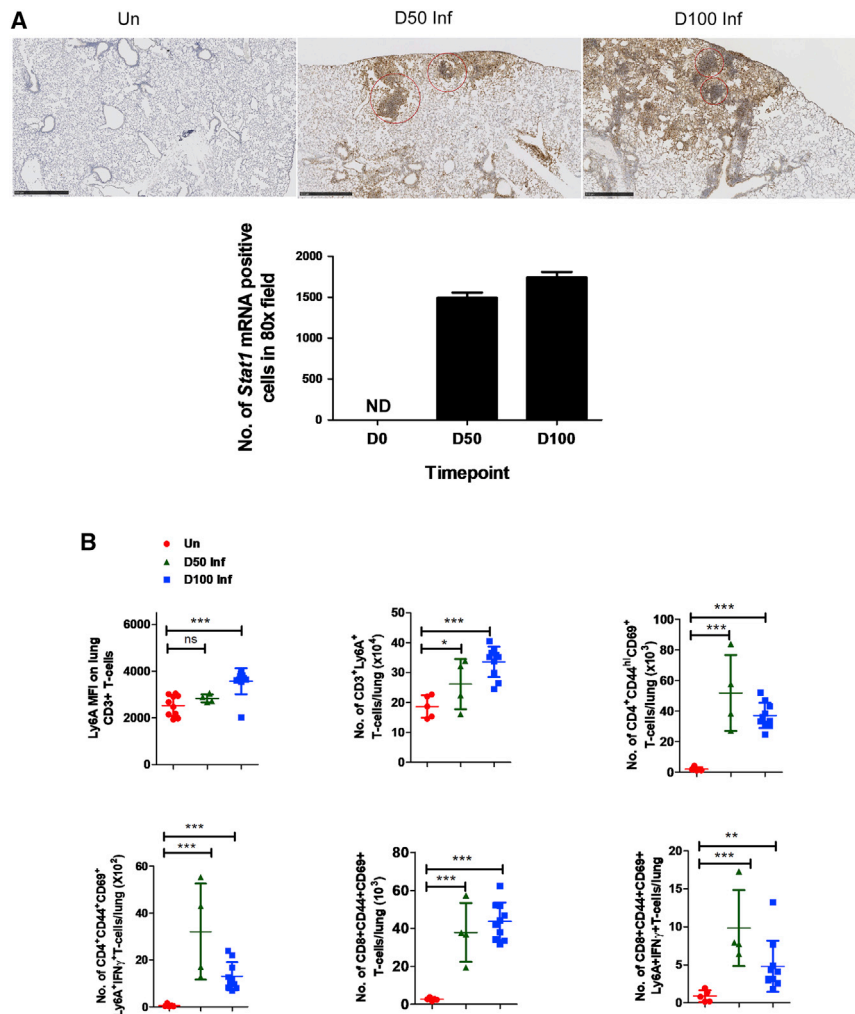 A
Un
D50 Inf
D100 Inf
No. of Stat1 mRNA positive
cells in 80x field
2000
1500
1000
500
0
ND
D0
D50
D100
Timepoint
B
Un
D50 Inf
D100 Inf
Ly6A MFI on lung
CD3+ T-cells
6000
4000
2000
0
***
ns
No. of CD3⁺Ly6A⁺
T-cells/lung (x10⁴)
50
40
30
20
10
0
***
*
No. of CD4⁺CD44ʰⁱCD69⁺
T-cells/lung (x10³)
100
80
60
40
20
0
***
***
No. of CD4⁺CD44⁺CD69⁺
Ly6A⁺IFNγ⁺T-cells/lung (X10²)
60
40
20
0
***
***
No. of CD8+CD44+CD69+
T-cells/lung (10³)
80
60
40
20
0
***
***
No. of CD8+CD44+CD69+
Ly6A+IFNγ+T-cells/lung
20
15
10
5
0
**
***